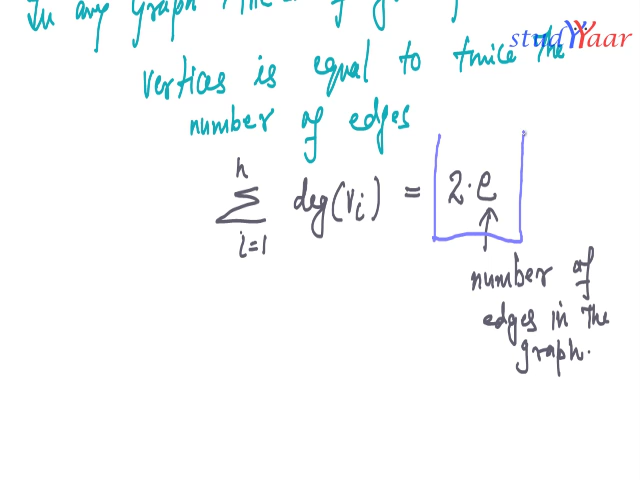 In any graph, the
studYYaar
vertices is equal to twice the
number of edges
n
Σ deg(vi) = 2·e
i=1
number of
edges in the
graph.